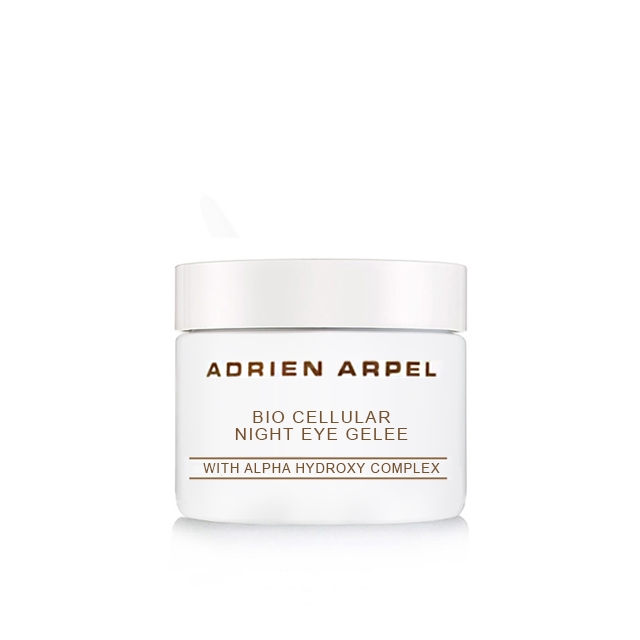 ADRIEN ARPEL
BIO CELLULAR
NIGHT EYE GELEE
WITH ALPHA HYDROXY COMPLEX